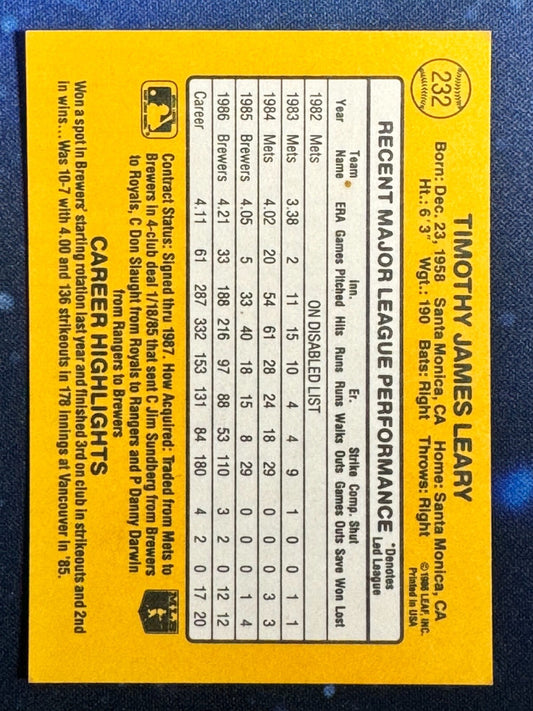 232
TIMOTHY JAMES LEARY
Born: Dec. 23, 1958 Santa Monica, CA Home: Santa Monica, CA
Ht.: 6'3" Wgt.: 190 Bats: Right Throws: Right
© 1986 LEAF, INC.
Printed in USA
RECENT MAJOR LEAGUE PERFORMANCE
*Denotes
Led League
Team Inn. Er. Strike Comp. Shut
Year Name ERA Games Pitched Hits Runs Runs Walks Outs Games Outs Save Won Lost
1982 Mets ON DISABLED LIST
1983 Mets 3.38 2 11 15 10 4 4 9 1 0 0 1 1
1984 Mets 4.02 20 54 61 28 24 18 29 0 0 0 3 3
1985 Brewers 4.05 5 33 40 18 15 8 29 0 0 0 1 4
1986 Brewers 4.21 33 188 216 97 88 53 110 3 2 0 12 12
Career 4.11 61 287 332 153 131 84 180 4 2 0 17 20
Contract Status: Signed thru 1987. How Acquired: Traded from Mets to
Brewers in 4-club deal 1/18/85 that sent C Jim Sundberg from Brewers
to Royals, C Don Slaught from Royals to Rangers and P Danny Darwin
from Rangers to Brewers
CAREER HIGHLIGHTS
Won a spot in Brewers' starting rotation last year and finished 3rd on club in strikeouts and 2nd
in wins... Was 10-7 with 4.00 and 136 strikeouts in 178 innings at Vancouver in '85.